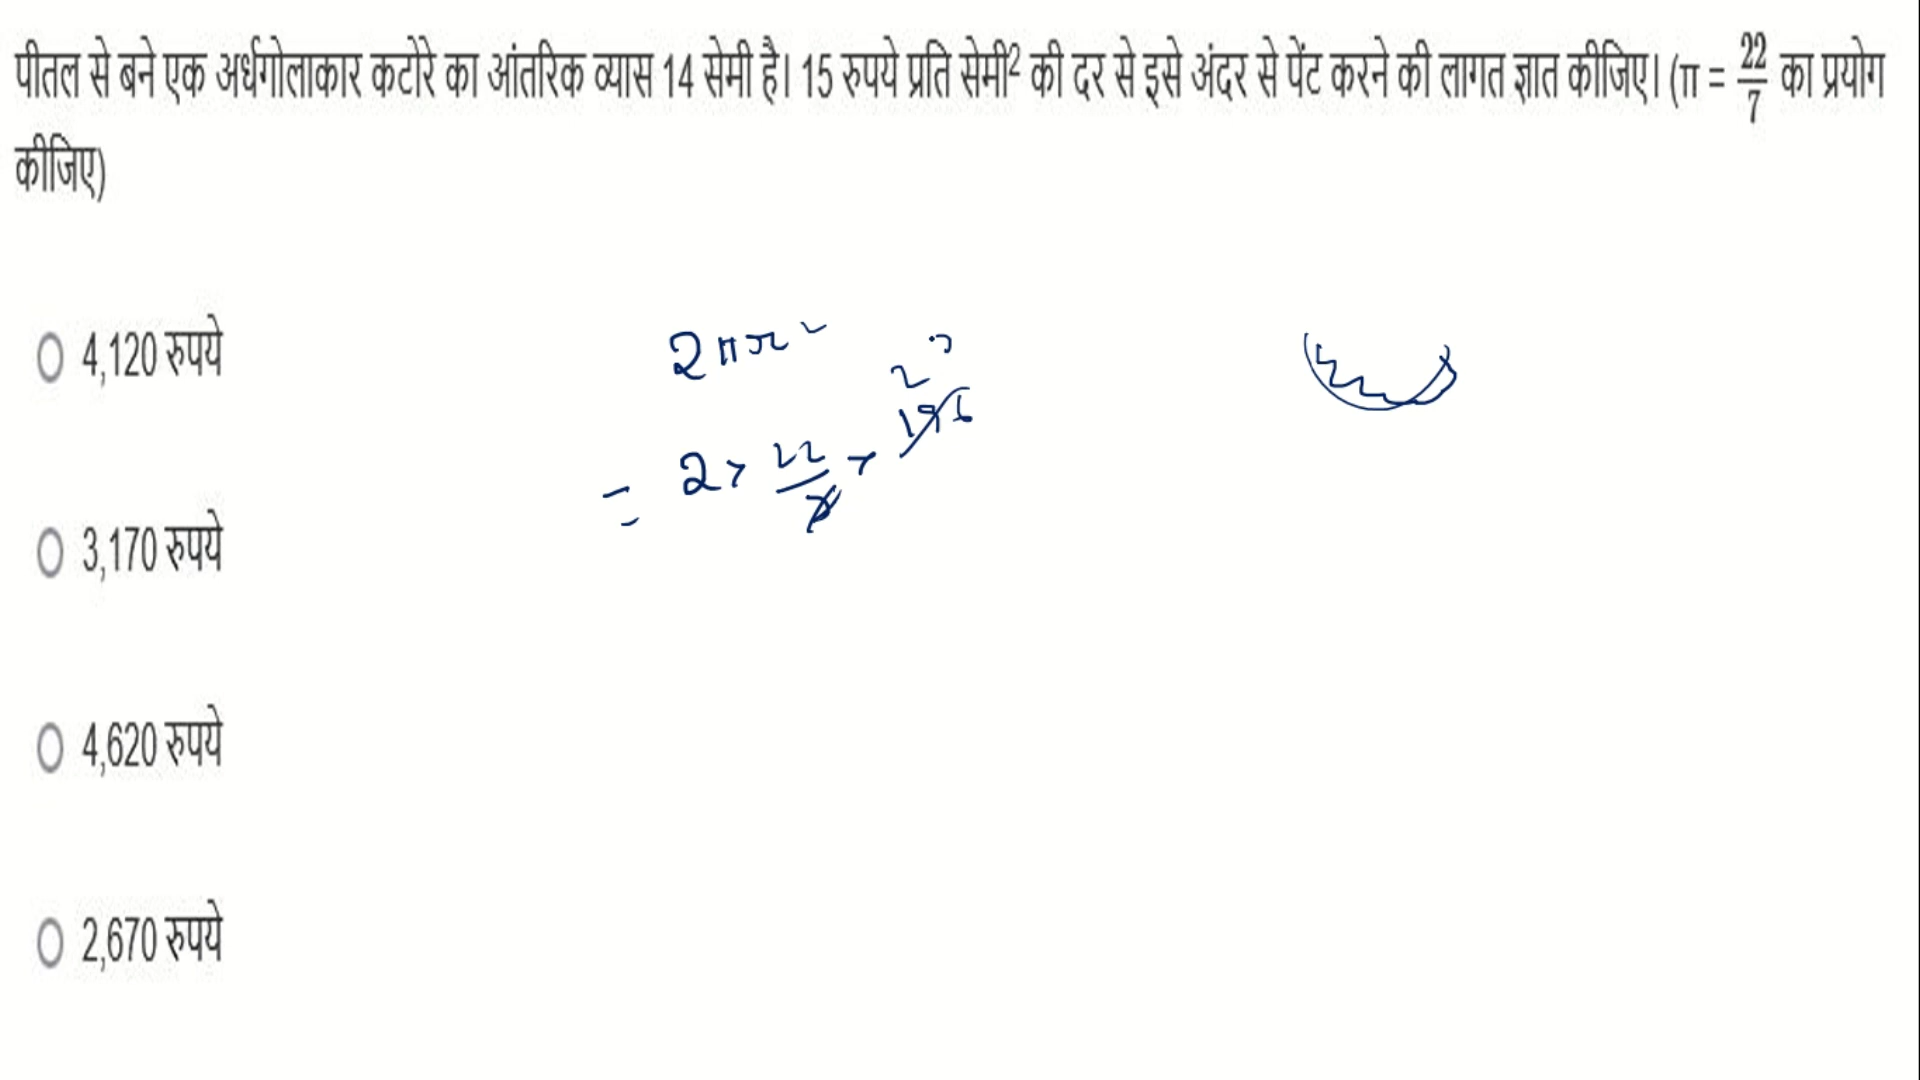 पीतल से बने एक अर्धगोलाकार कटोरे का आंतरिक व्यास 14 सेमी है। 15 रुपये प्रति सेमी² की दर से इसे अंदर से पेंट करने की लागत ज्ञात कीजिए। (π = 22/7 का प्रयोग
कीजिए)
4,120 रुपये
2πr²
= 2 × 22/7 × 196
3,170 रुपये
4,620 रुपये
2,670 रुपये